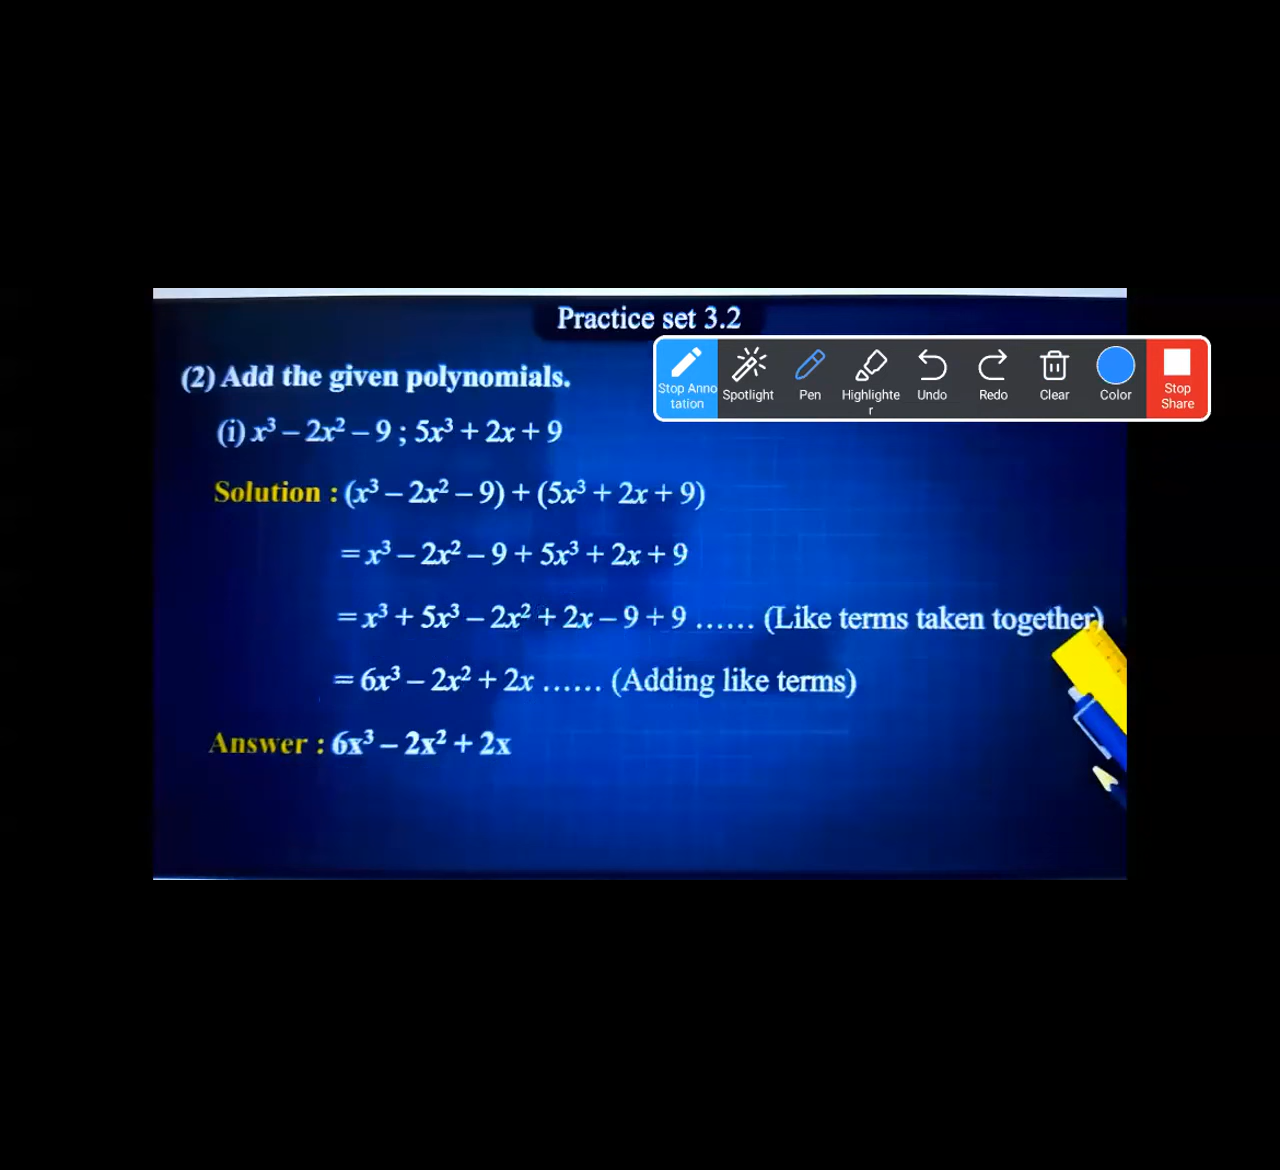 Practice set 3.2
Stop Anno
tation
Spotlight
Pen
Highlighte
r
Undo
Redo
Clear
Color
Stop
Share
(2) Add the given polynomials.
(i) x³ – 2x² – 9 ; 5x³ + 2x + 9
Solution : (x³ – 2x² – 9) + (5x³ + 2x + 9)
= x³ – 2x² – 9 + 5x³ + 2x + 9
= x³ + 5x³ – 2x² + 2x – 9 + 9 ...... (Like terms taken together)
= 6x³ – 2x² + 2x ...... (Adding like terms)
Answer : 6x³ – 2x² + 2x